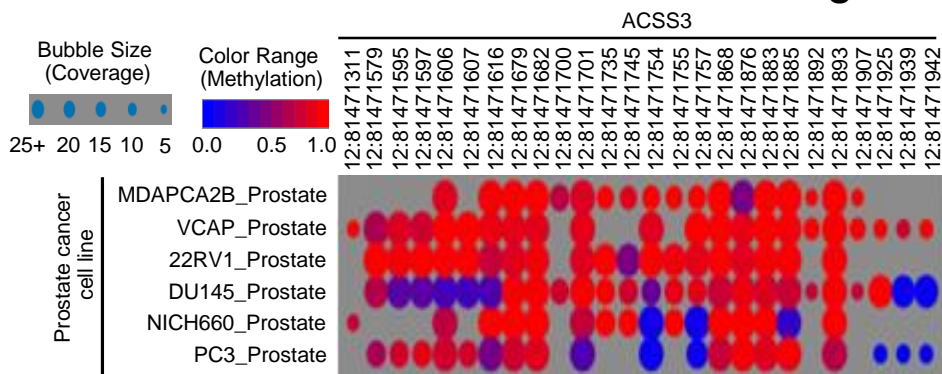 ACSS3
Bubble Size
(Coverage)
25+ 20 15 10 5
Color Range
(Methylation)
0.0 0.5 1.0
12:81471311
12:81471579
12:81471595
12:81471597
12:81471606
12:81471607
12:81471616
12:81471679
12:81471682
12:81471700
12:81471701
12:81471735
12:81471745
12:81471754
12:81471755
12:81471757
12:81471868
12:81471876
12:81471883
12:81471885
12:81471892
12:81471893
12:81471907
12:81471925
12:81471939
12:81471942
Prostate cancer
cell line
MDAPCA2B_Prostate
VCAP_Prostate
22RV1_Prostate
DU145_Prostate
NICH660_Prostate
PC3_Prostate